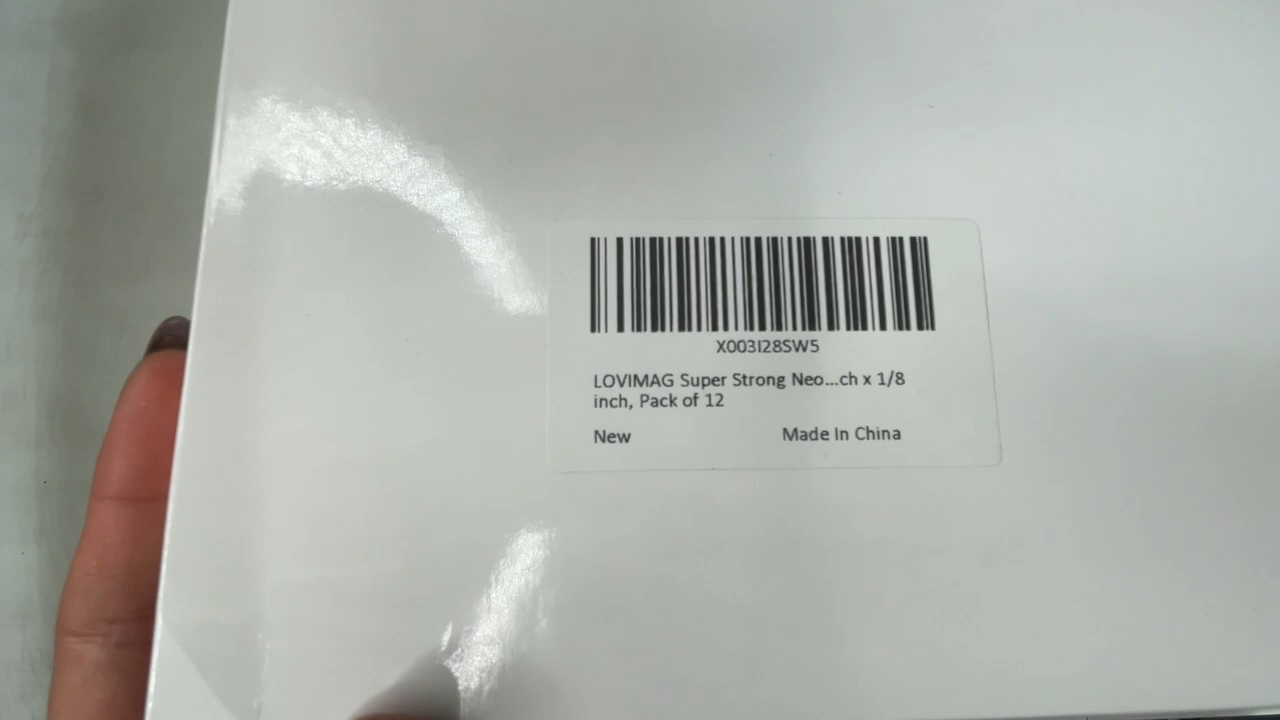 X003I28SW5
LOVIMAG Super Strong Neo...ch x 1/8
inch, Pack of 12
New Made In China